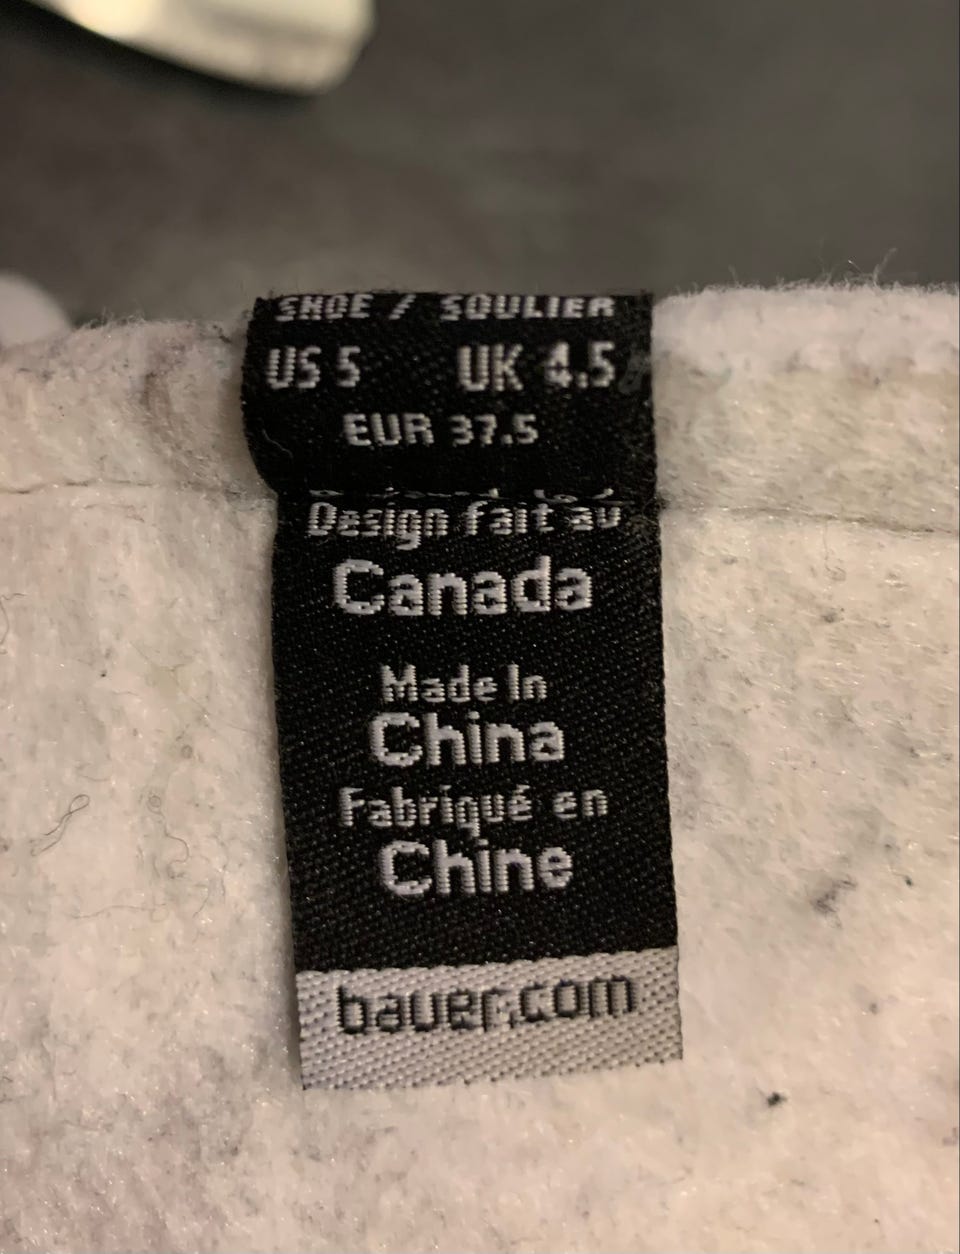 SHOE / SOULIER
US 5 UK 4.5
EUR 37.5
Design fait au
Canada
Made In
China
Fabriqué en
Chine
bauer.com